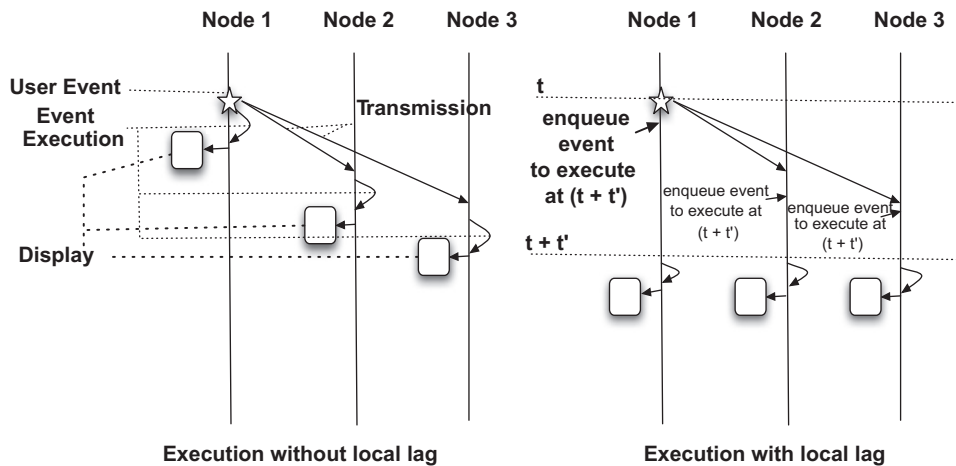 Node 1
Node 2
Node 3
User Event
Event
Execution
Transmission
Display
Execution without local lag
Node 1
Node 2
Node 3
t
enqueue
event
to execute
at (t + t')
enqueue event
to execute at
(t + t')
enqueue event
to execute at
(t + t')
t + t'
Execution with local lag